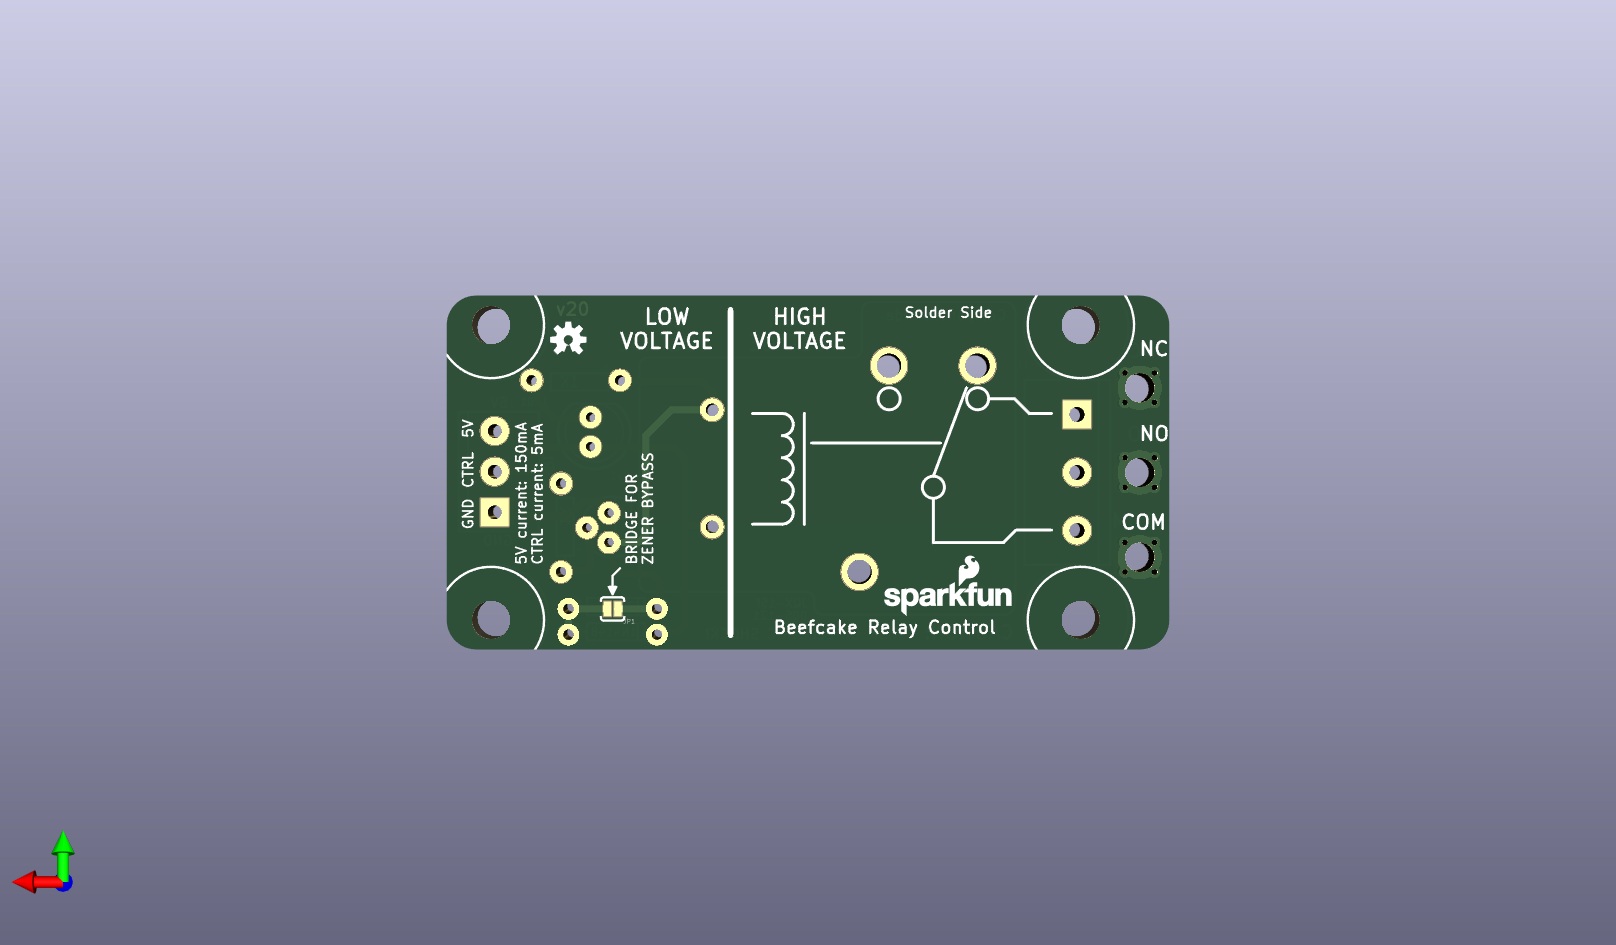 v20
LOW
VOLTAGE
HIGH
VOLTAGE
Solder Side
NC
NO
COM
5V
CTRL
GND
5V current: 150mA
CTRL current: 5mA
BRIDGE FOR
ZENER BYPASS
JP1
sparkfun
Beefcake Relay Control